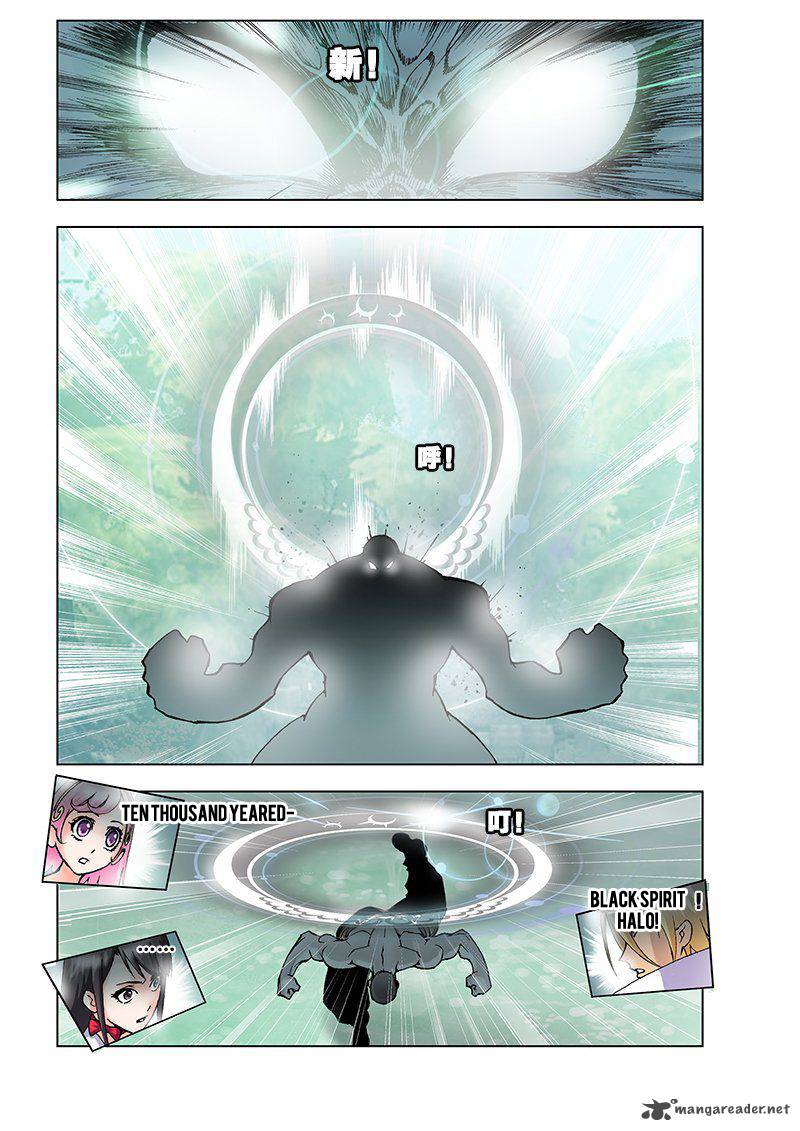 新!
呼!
TEN THOUSAND YEARED-
叮!
BLACK SPIRIT !
HALO!
......
mangareader.net